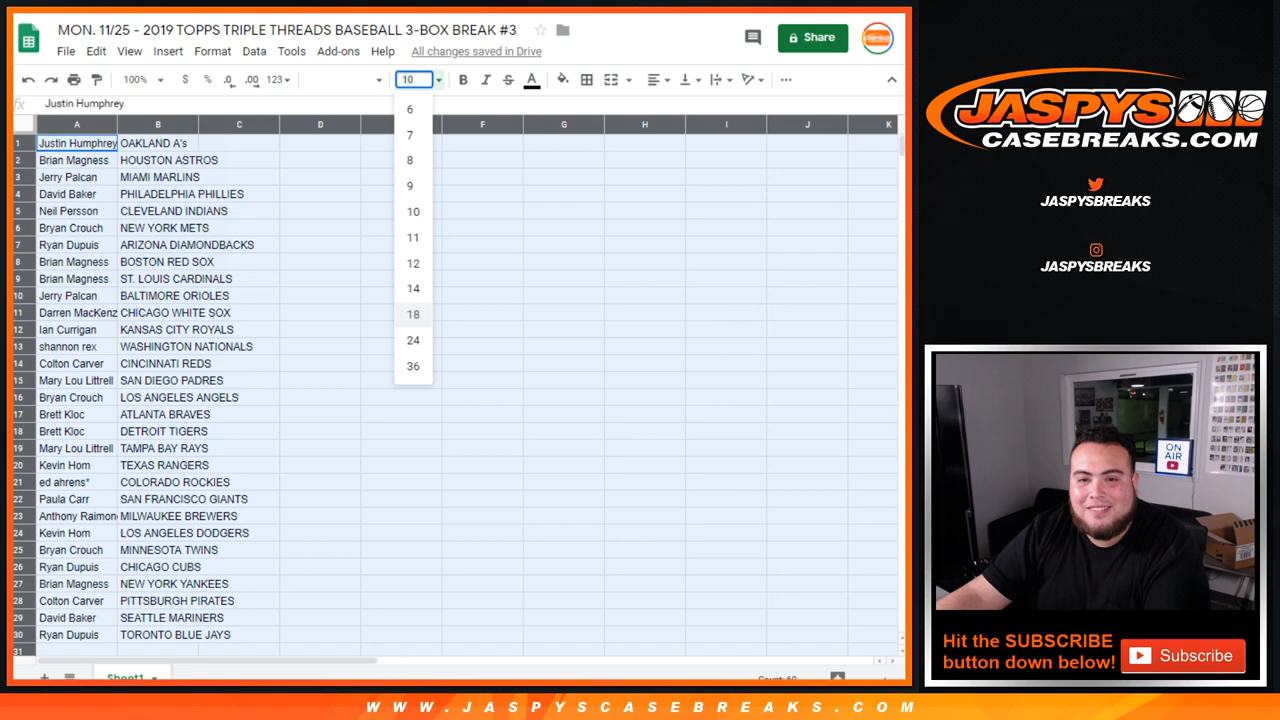 MON. 11/25 - 2019 TOPPS TRIPLE THREADS BASEBALL 3-BOX BREAK #3
File Edit View Insert Format Data Tools Add-ons Help All changes saved in Drive
Share
100% $ % .0 .00 123 10
fx Justin Humphrey
A B C D F G H I J K
1 Justin Humphrey OAKLAND A's
2 Brian Magness HOUSTON ASTROS
3 Jerry Palcan MIAMI MARLINS
4 David Baker PHILADELPHIA PHILLIES
5 Neil Persson CLEVELAND INDIANS
6 Bryan Crouch NEW YORK METS
7 Ryan Dupuis ARIZONA DIAMONDBACKS
8 Brian Magness BOSTON RED SOX
9 Brian Magness ST. LOUIS CARDINALS
10 Jerry Palcan BALTIMORE ORIOLES
11 Darren MacKenz CHICAGO WHITE SOX
12 Ian Currigan KANSAS CITY ROYALS
13 shannon rex WASHINGTON NATIONALS
14 Colton Carver CINCINNATI REDS
15 Mary Lou Littrell SAN DIEGO PADRES
16 Bryan Crouch LOS ANGELES ANGELS
17 Brett Kloc ATLANTA BRAVES
18 Brett Kloc DETROIT TIGERS
19 Mary Lou Littrell TAMPA BAY RAYS
20 Kevin Hom TEXAS RANGERS
21 ed ahrens* COLORADO ROCKIES
22 Paula Carr SAN FRANCISCO GIANTS
23 Anthony Raimon MILWAUKEE BREWERS
24 Kevin Hom LOS ANGELES DODGERS
25 Bryan Crouch MINNESOTA TWINS
26 Ryan Dupuis CHICAGO CUBS
27 Brian Magness NEW YORK YANKEES
28 Colton Carver PITTSBURGH PIRATES
29 David Baker SEATTLE MARINERS
30 Ryan Dupuis TORONTO BLUE JAYS
31
6
7
8
9
10
11
12
14
18
24
36
Sheet1
Count: 60
JASPYS
CASEBREAKS.COM
JASPYSBREAKS
JASPYSBREAKS
ON
AIR
Hit the SUBSCRIBE
button down below!
Subscribe
WWW.JASPYSCASEBREAKS.COM